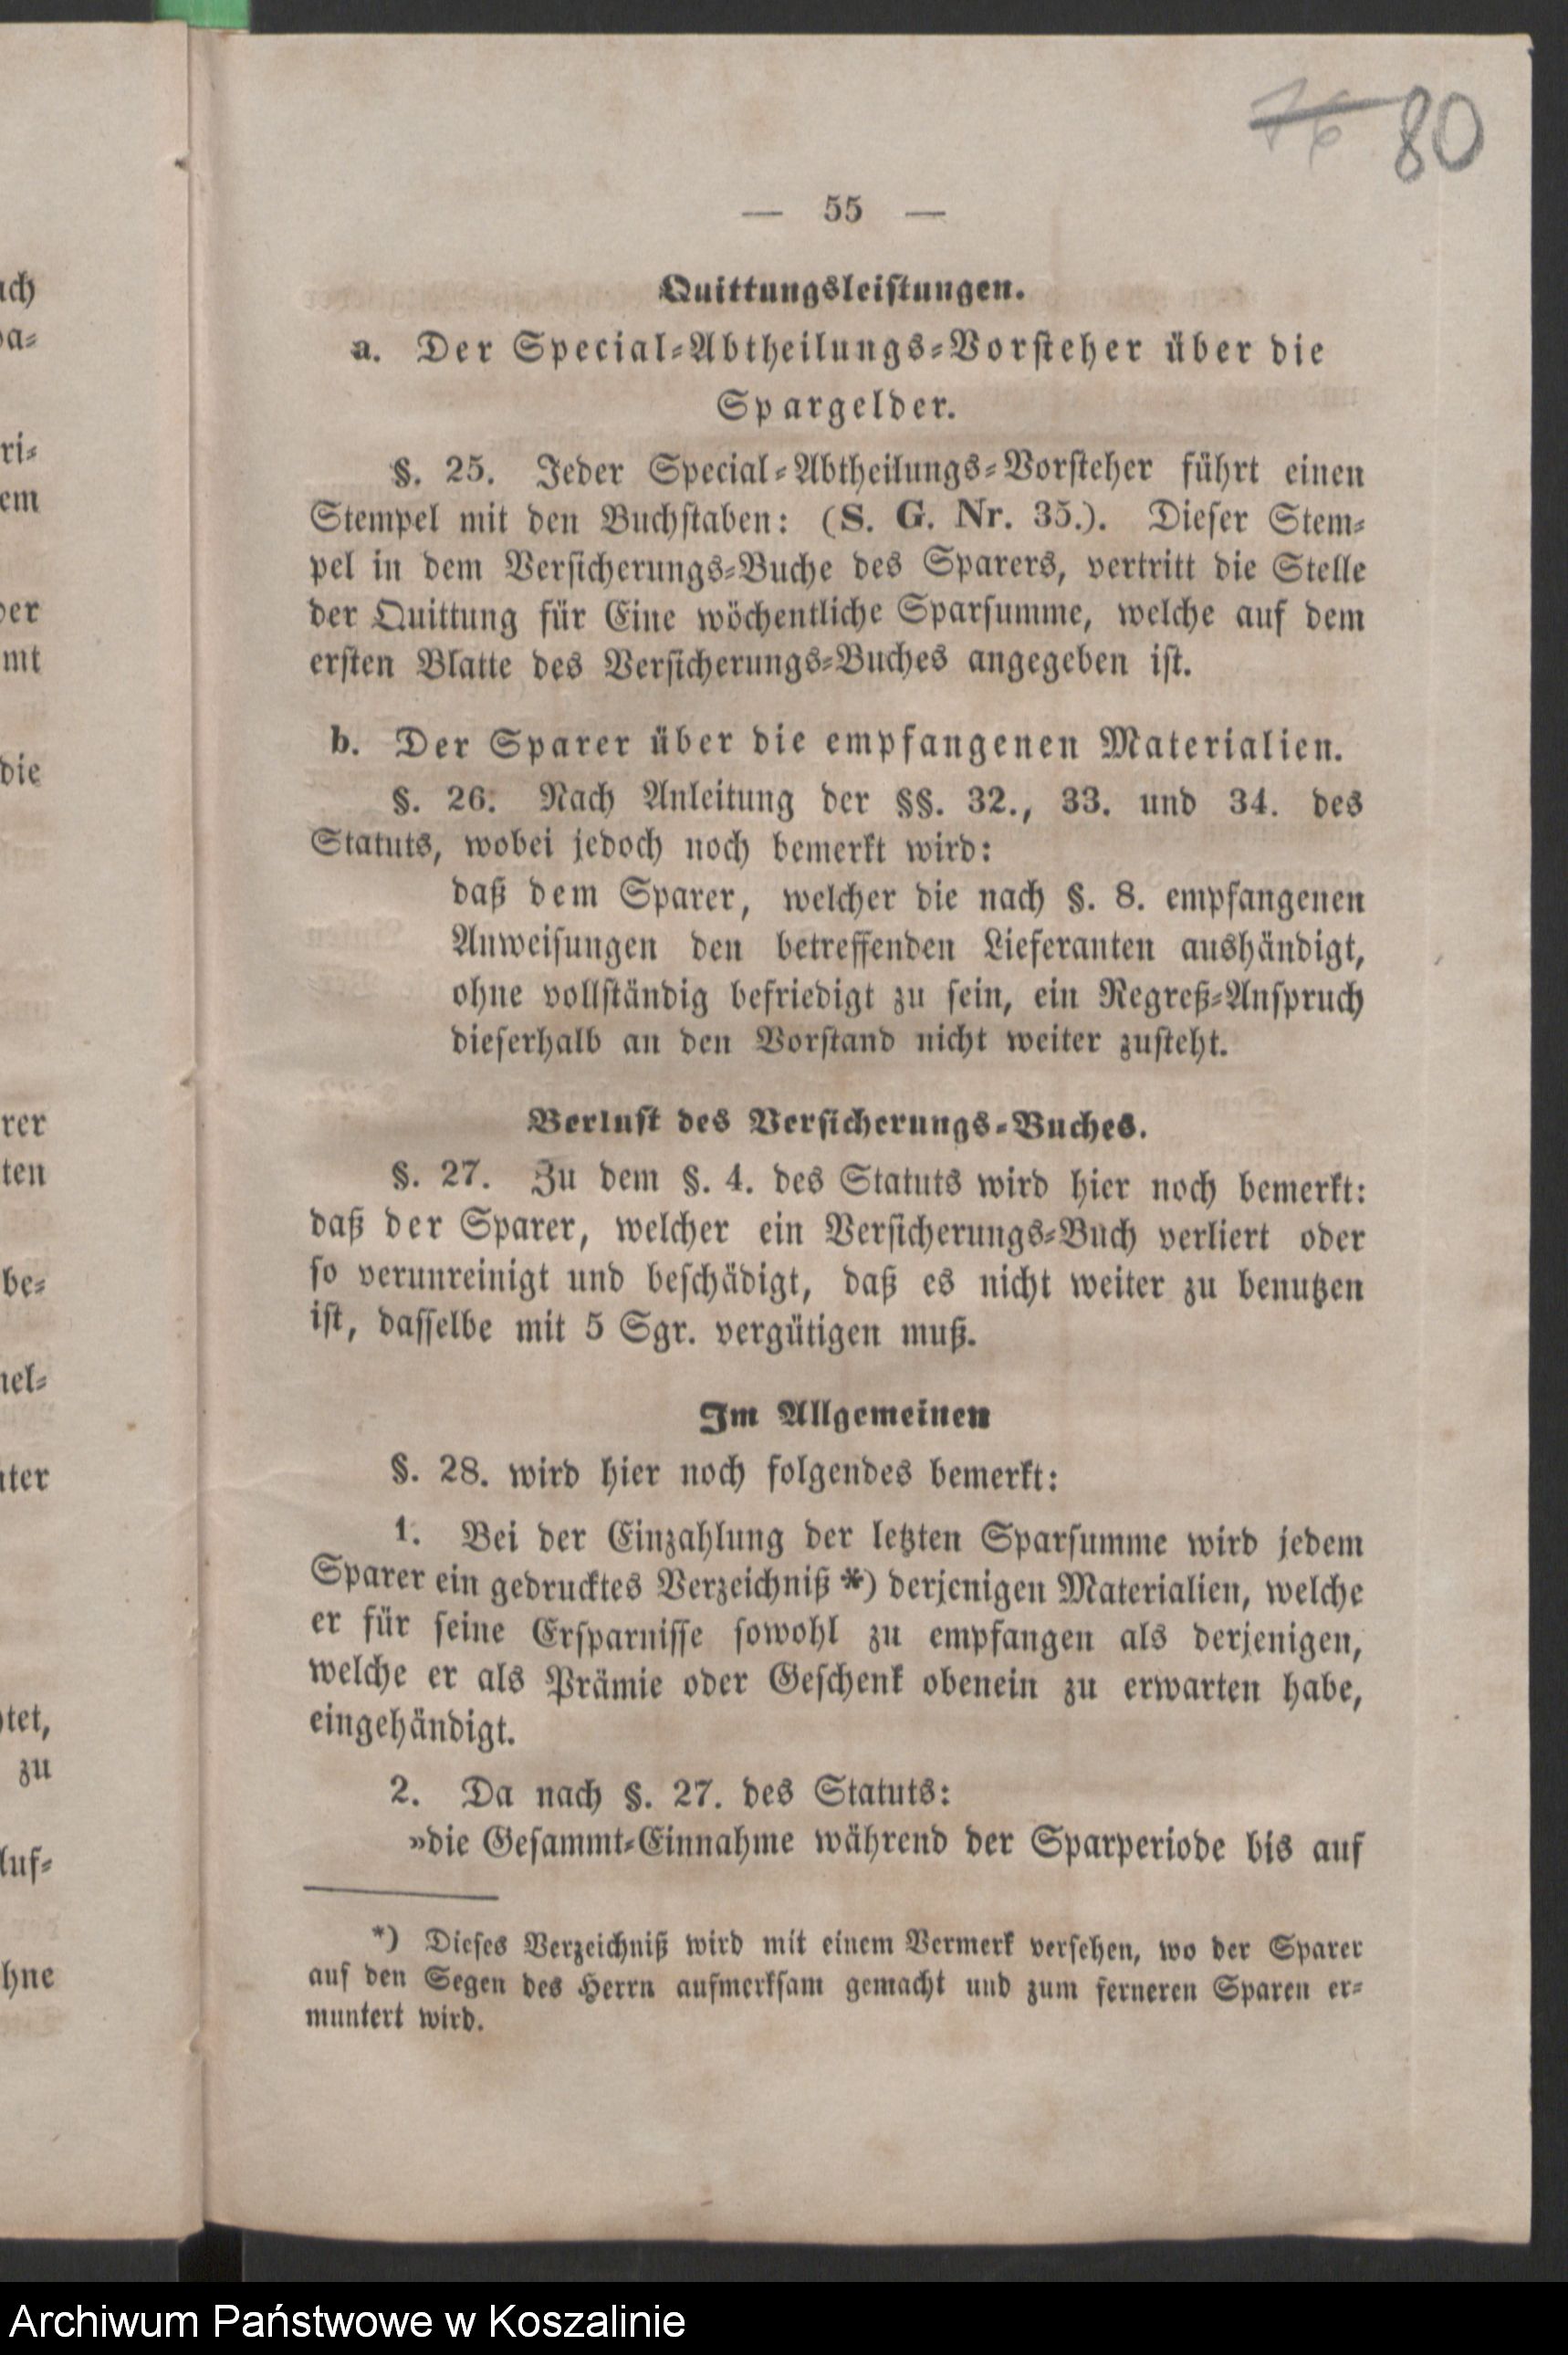 76 80
— 55 —
Quittungsleistungen.
a. Der Special-Abtheilungs-Vorsteher über die
Spargelder.
§. 25. Jeder Special-Abtheilungs-Vorsteher führt einen
Stempel mit den Buchstaben: (S. G. Nr. 35.). Dieser Stem-
pel in dem Versicherungs-Buche des Sparers, vertritt die Stelle
der Quittung für Eine wöchentliche Sparsumme, welche auf dem
ersten Blatte des Versicherungs-Buches angegeben ist.
b. Der Sparer über die empfangenen Materialien.
§. 26. Nach Anleitung der §§. 32., 33. und 34. des
Statuts, wobei jedoch noch bemerkt wird:
daß dem Sparer, welcher die nach §. 8. empfangenen
Anweisungen den betreffenden Lieferanten aushändigt,
ohne vollständig befriedigt zu sein, ein Regreß-Anspruch
dieserhalb an den Vorstand nicht weiter zusteht.
Verlust des Versicherungs-Buches.
§. 27. Zu dem §. 4. des Statuts wird hier noch bemerkt:
daß der Sparer, welcher ein Versicherungs-Buch verliert oder
so verunreinigt und beschädigt, daß es nicht weiter zu benutzen
ist, dasselbe mit 5 Sgr. vergütigen muß.
Im Allgemeinen
§. 28. wird hier noch folgendes bemerkt:
1. Bei der Einzahlung der letzten Sparsumme wird jedem
Sparer ein gedrucktes Verzeichniß *) derjenigen Materialien, welche
er für seine Ersparnisse sowohl zu empfangen als derjenigen,
welche er als Prämie oder Geschenk obenein zu erwarten habe,
eingehändigt.
2. Da nach §. 27. des Statuts:
»die Gesammt-Einnahme während der Sparperiode bis auf
*) Dieses Verzeichniß wird mit einem Vermerk versehen, wo der Sparer
auf den Segen des Herrn aufmerksam gemacht und zum ferneren Sparen er-
muntert wird.
Archiwum Państwowe w Koszalinie